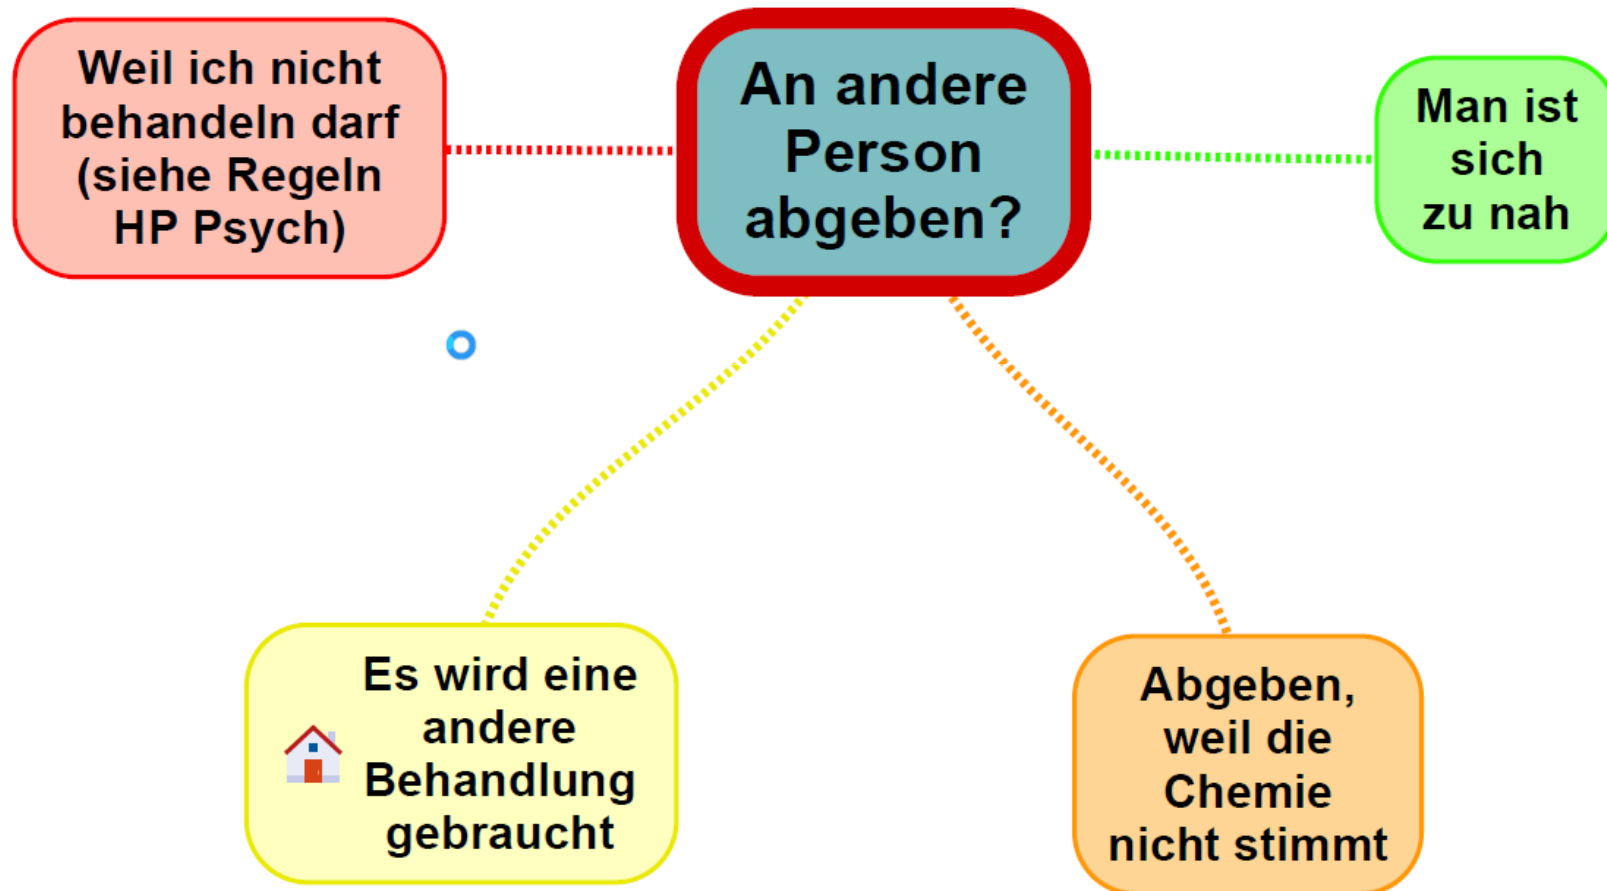 Weil ich nicht
behandeln darf
(siehe Regeln
HP Psych)
An andere
Person
abgeben?
Man ist
sich
zu nah
Es wird eine
andere
Behandlung
gebraucht
Abgeben,
weil die
Chemie
nicht stimmt